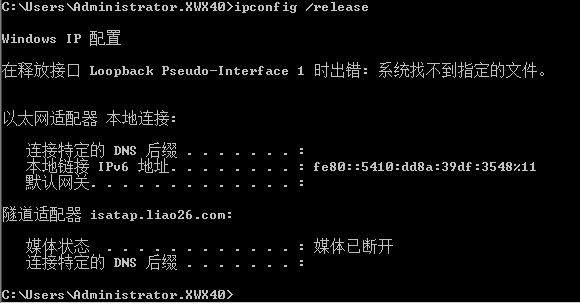 C:\Users\Administrator.XWX40>ipconfig /release
Windows IP 配置
在释放接口 Loopback Pseudo-Interface 1 时出错: 系统找不到指定的文件。
以太网适配器 本地连接:
连接特定的 DNS 后缀 . . . . . . . :
本地链接 IPv6 地址. . . . . . . . : fe80::5410:dd8a:39df:3548%11
默认网关. . . . . . . . . . . . . :
隧道适配器 isatap.liao26.com:
媒体状态 . . . . . . . . . . . . : 媒体已断开
连接特定的 DNS 后缀 . . . . . . . :
C:\Users\Administrator.XWX40>